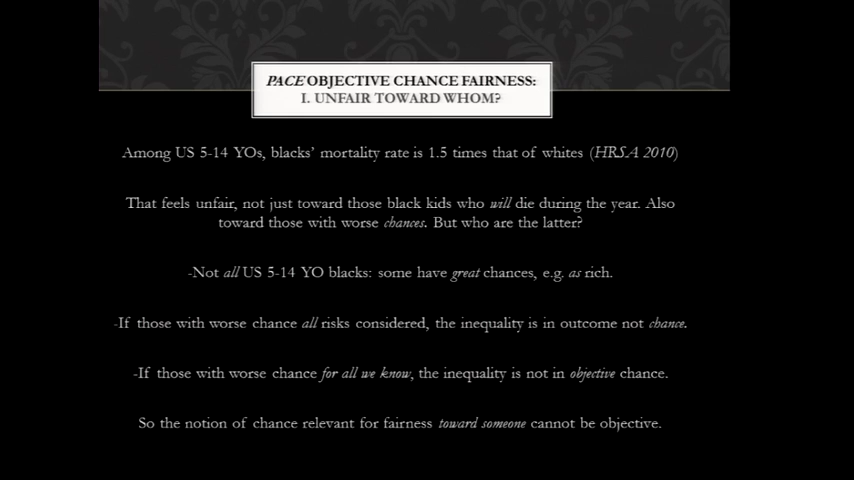 PACE OBJECTIVE CHANCE FAIRNESS:
I. UNFAIR TOWARD WHOM?
Among US 5-14 YOs, blacks' mortality rate is 1.5 times that of whites (HRSA 2010)
That feels unfair, not just toward those black kids who will die during the year. Also
toward those with worse chances. But who are the latter?
-Not all US 5-14 YO blacks: some have great chances, e.g. as rich.
-If those with worse chance all risks considered, the inequality is in outcome not chance.
-If those with worse chance for all we know, the inequality is not in objective chance.
So the notion of chance relevant for fairness toward someone cannot be objective.